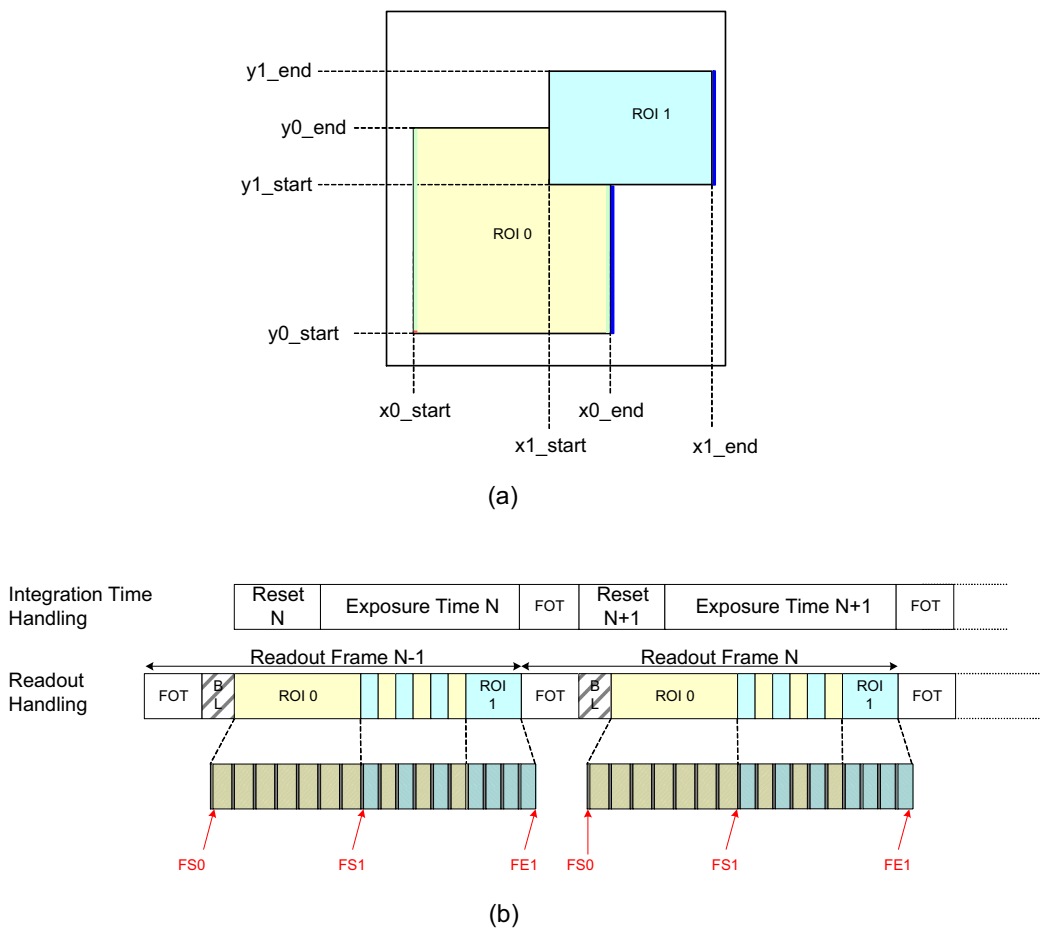 y1_end
ROI 1
y0_end
y1_start
ROI 0
y0_start
x0_start
x0_end
x1_start
x1_end
(a)
Integration Time
Handling
Reset
N
Exposure Time N
FOT
Reset
N+1
Exposure Time N+1
FOT
Readout Frame N-1
Readout Frame N
Readout
Handling
FOT
B
L
ROI 0
ROI
1
FOT
B
L
ROI 0
ROI
1
FOT
FS0
FS1
FE1
FS0
FS1
FE1
(b)